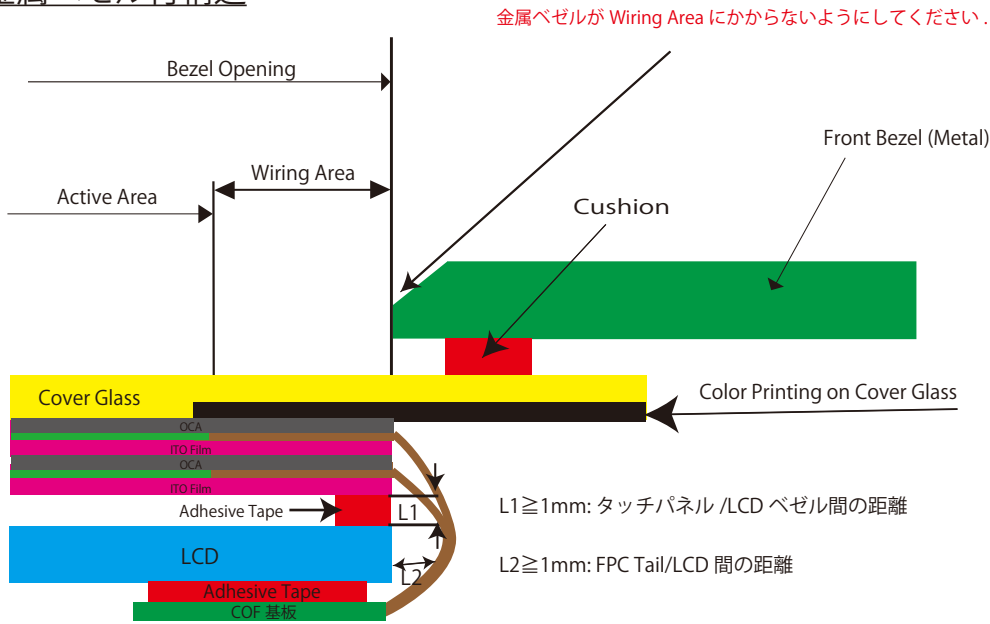 金属ベゼルが Wiring Area にかからないようにしてください .
Bezel Opening
Front Bezel (Metal)
Wiring Area
Active Area
Cushion
Cover Glass
Color Printing on Cover Glass
OCA
ITO Film
OCA
ITO Film
L1≧1mm: タッチパネル /LCD ベゼル間の距離
Adhesive Tape
L1
LCD
L2≧1mm: FPC Tail/LCD 間の距離
L2
Adhesive Tape
COF 基板